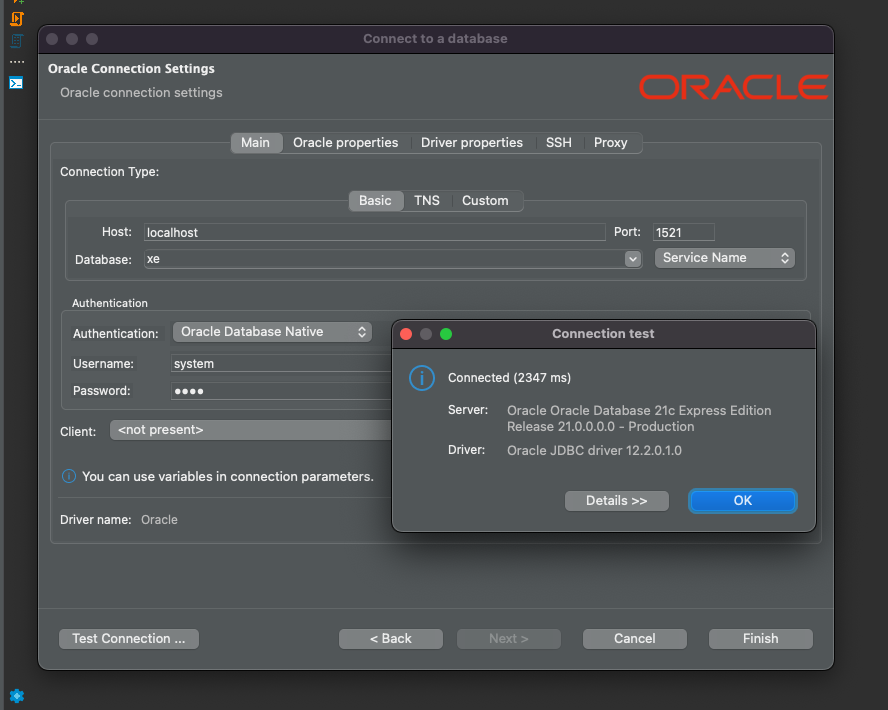 Connect to a database
Oracle Connection Settings
Oracle connection settings
ORACLE
Main Oracle properties Driver properties SSH Proxy
Connection Type:
Basic TNS Custom
Host: localhost Port: 1521
Database: xe Service Name
Authentication
Authentication: Oracle Database Native
Username: system
Password: ●●●●
Client: <not present>
You can use variables in connection parameters.
Driver name: Oracle
Connection test
Connected (2347 ms)
Server: Oracle Oracle Database 21c Express Edition
Release 21.0.0.0.0 - Production
Driver: Oracle JDBC driver 12.2.0.1.0
Details >> OK
Test Connection ... < Back Next > Cancel Finish